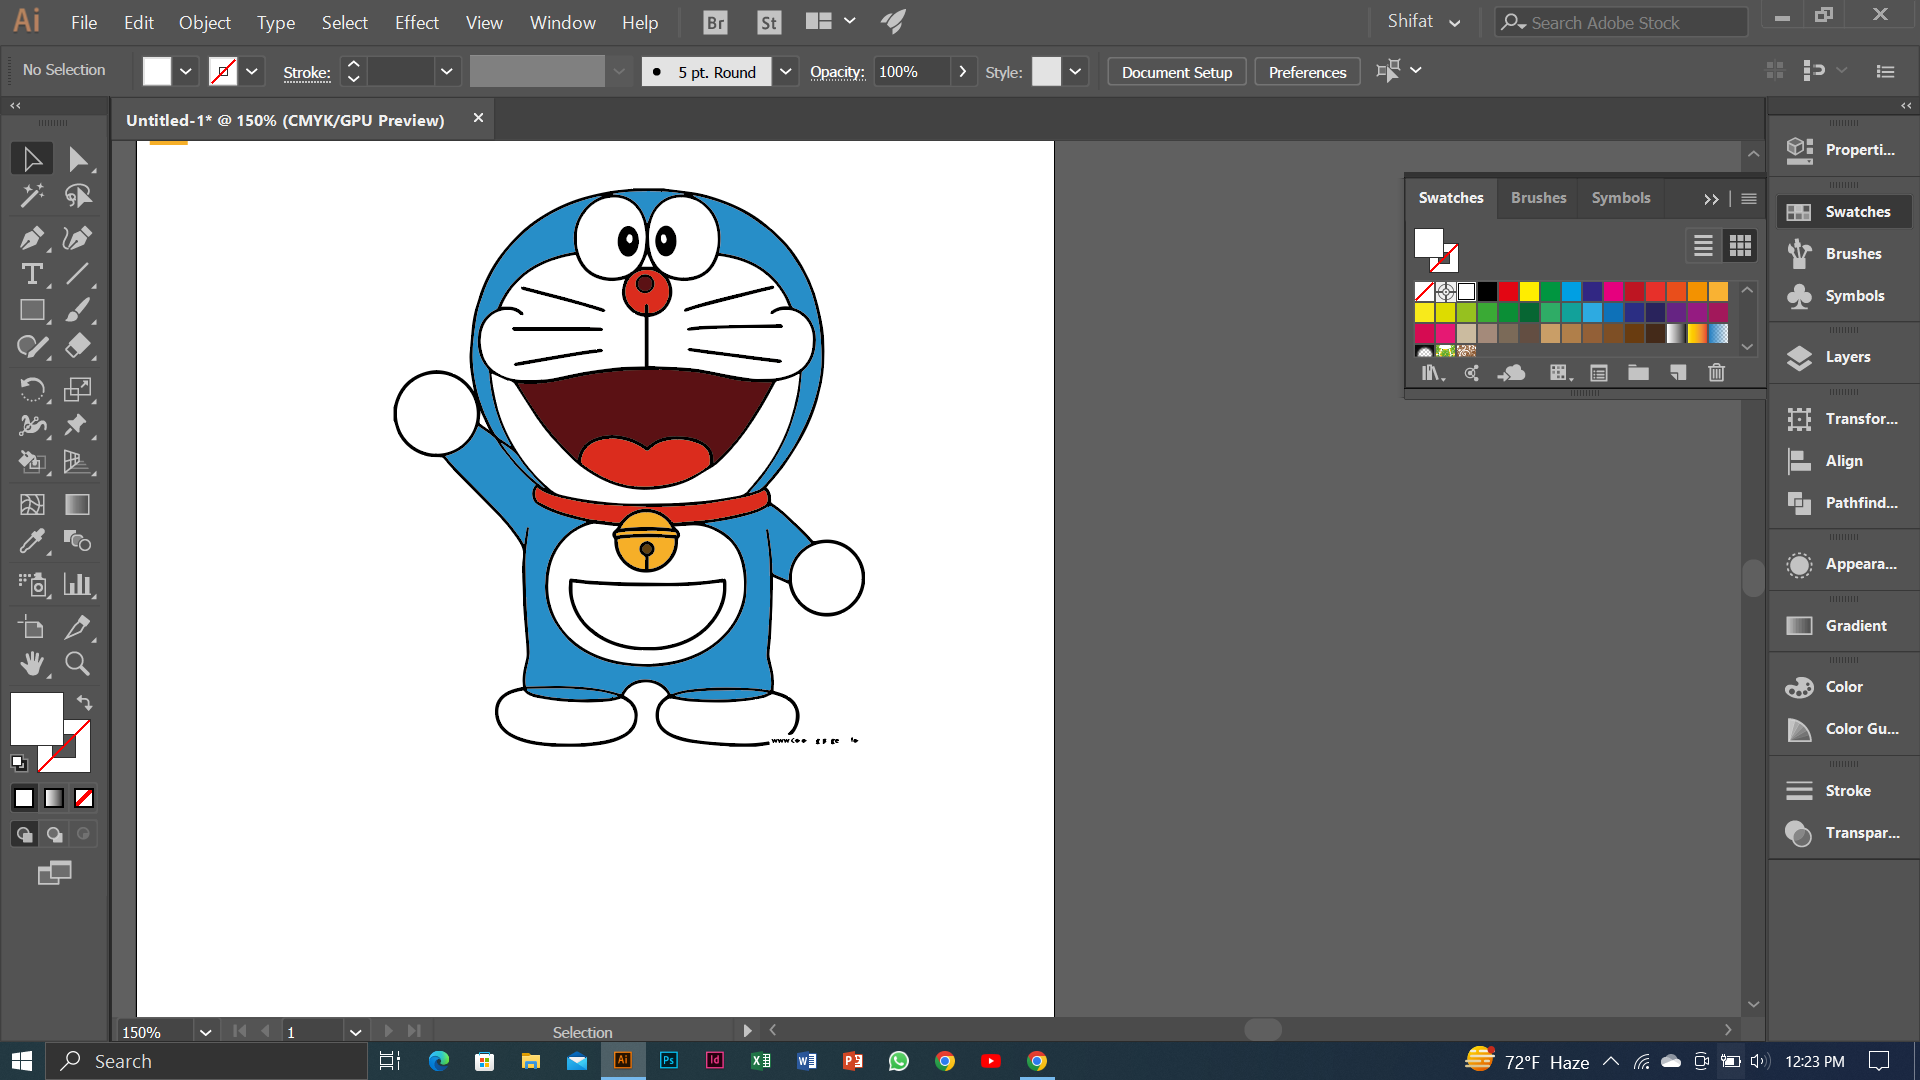 Ai File Edit Object Type Select Effect View Window Help Br St Shifat Search Adobe Stock
No Selection Stroke: 5 pt. Round Opacity: 100% Style: Document Setup Preferences
Untitled-1* @ 150% (CMYK/GPU Preview)
Swatches Brushes Symbols
Properti...
Swatches
Brushes
Symbols
Layers
Transfor...
Align
Pathfind...
Appeara...
Gradient
Color
Color Gu...
Stroke
Transpar...
150% 1 Selection
Search Ai Ps Id 72°F Haze 12:23 PM